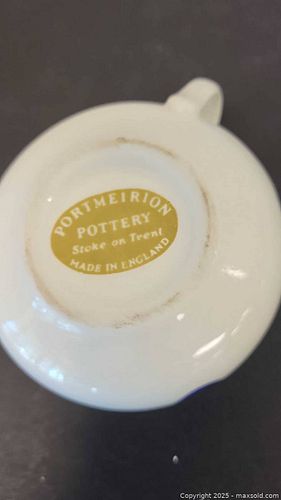 PORTMEIRION
POTTERY
Stoke on Trent
MADE IN ENGLAND
Copyright © 2025 - maxsold.com